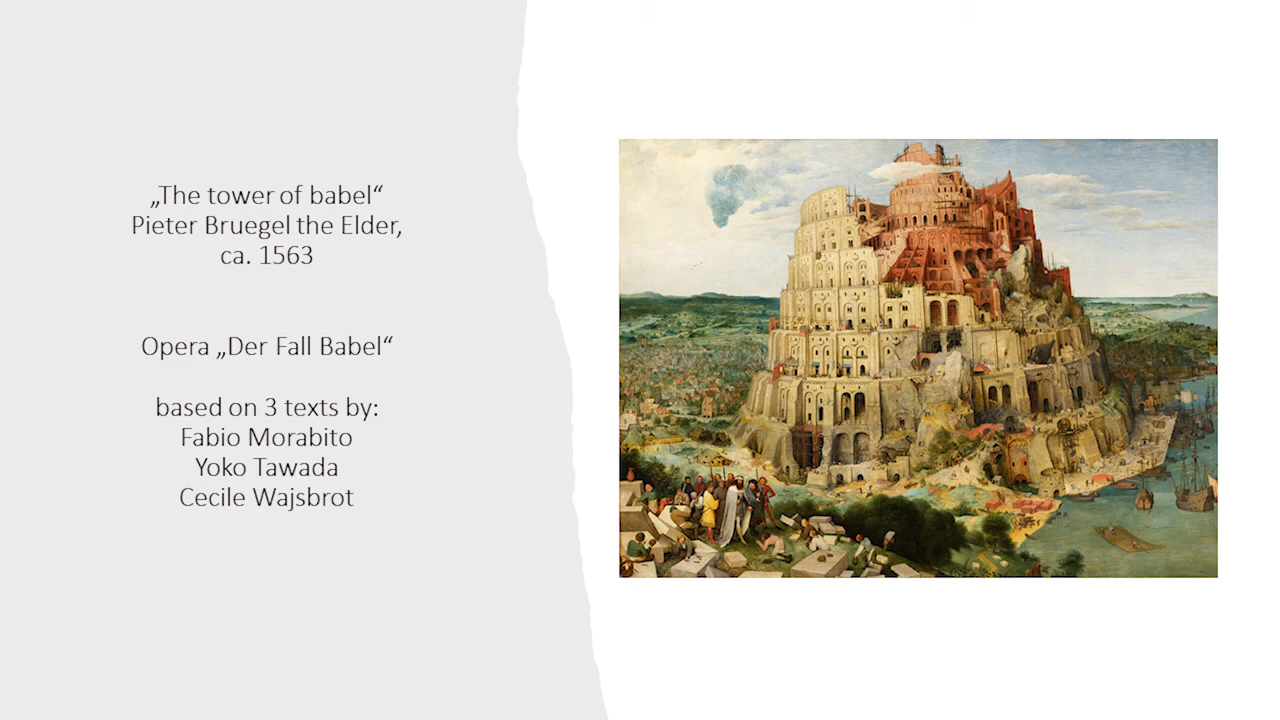 „The tower of babel“
Pieter Bruegel the Elder,
ca. 1563
Opera „Der Fall Babel“
based on 3 texts by:
Fabio Morabito
Yoko Tawada
Cecile Wajsbrot